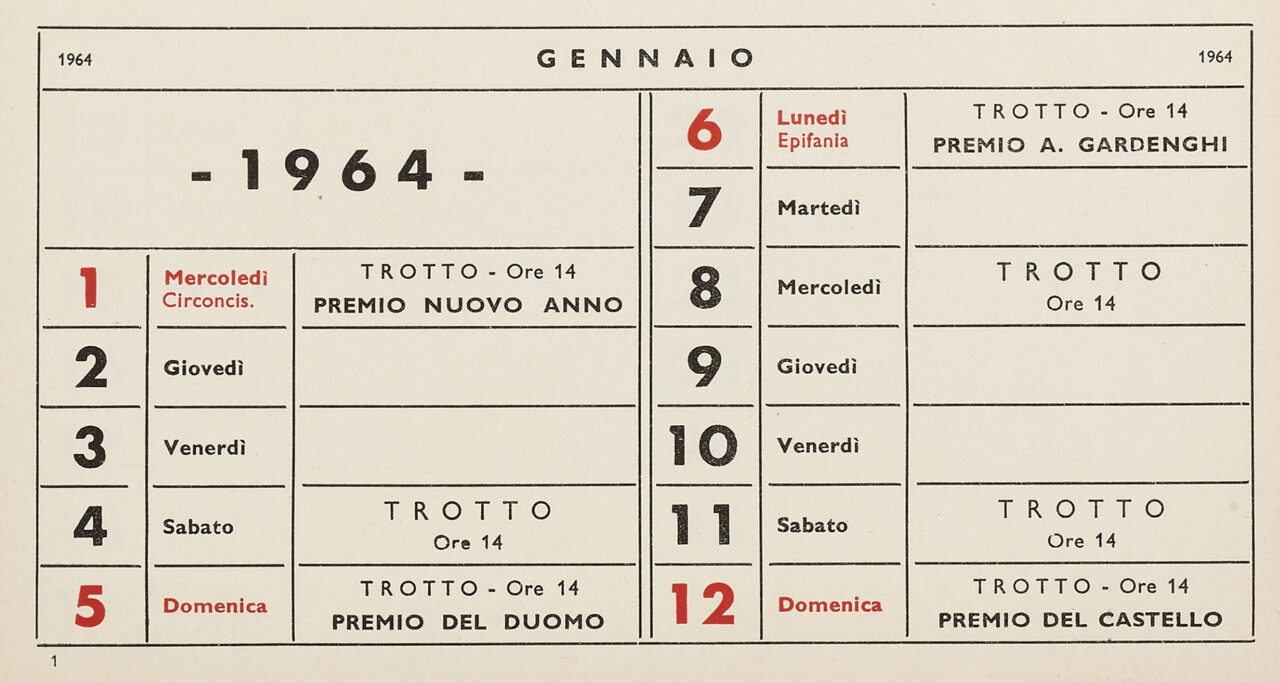 1964
GENNAIO
1964
- 1964 -
1
Mercoledì
Circoncis.
TROTTO - Ore 14
PREMIO NUOVO ANNO
2
Giovedì
3
Venerdì
4
Sabato
TROTTO
Ore 14
5
Domenica
TROTTO - Ore 14
PREMIO DEL DUOMO
6
Lunedì
Epifania
TROTTO - Ore 14
PREMIO A. GARDENGHI
7
Martedì
8
Mercoledì
TROTTO
Ore 14
9
Giovedì
10
Venerdì
11
Sabato
TROTTO
Ore 14
12
Domenica
TROTTO - Ore 14
PREMIO DEL CASTELLO
1